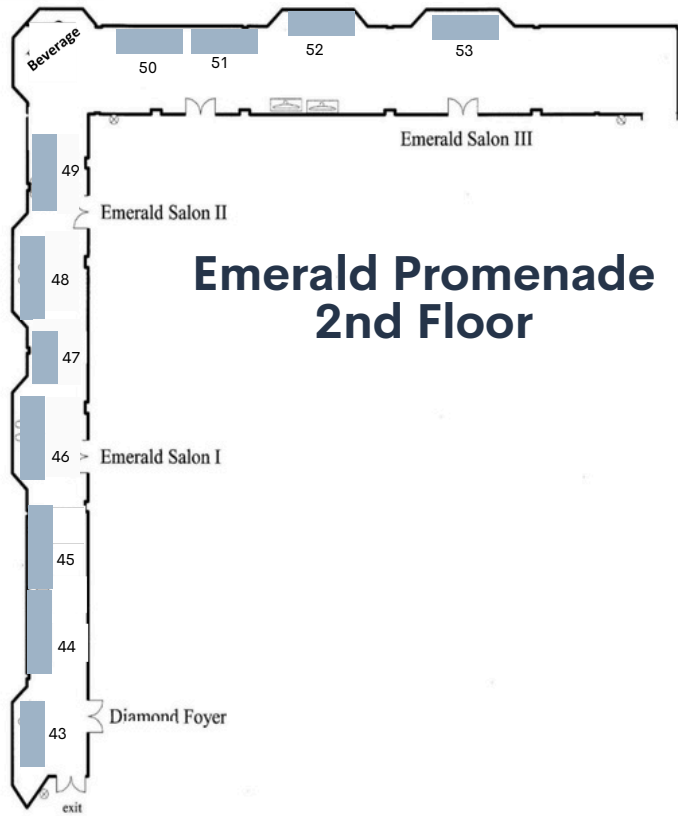 Beverage
50
51
52
53
Emerald Salon III
49
Emerald Salon II
48
Emerald Promenade
2nd Floor
47
46
Emerald Salon I
45
44
43
Diamond Foyer
exit